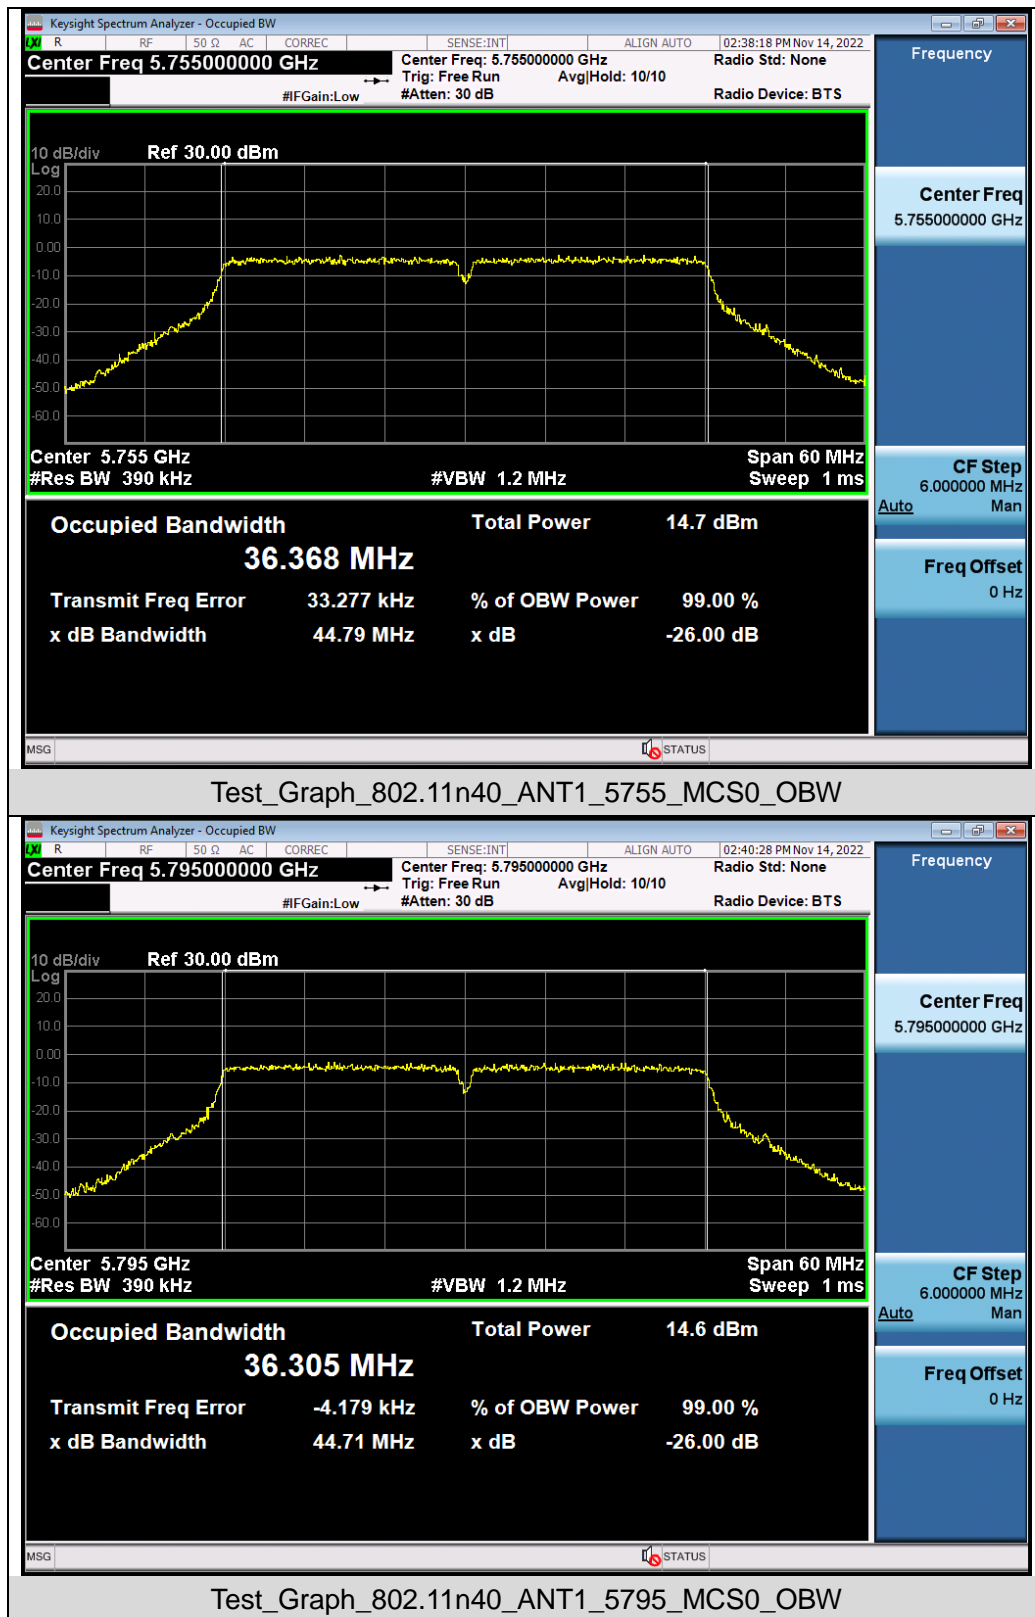 Keysight Spectrum Analyzer - Occupied BW
LXI R RF 50 Ω AC CORREC SENSE:INT ALIGN AUTO 02:38:18 PM Nov 14, 2022
Center Freq 5.755000000 GHz
Center Freq: 5.755000000 GHz Radio Std: None
Trig: Free Run Avg|Hold: 10/10
#IFGain:Low #Atten: 30 dB Radio Device: BTS
10 dB/div Ref 30.00 dBm
Log
20.0
10.0
0.00
-10.0
-20.0
-30.0
-40.0
-50.0
-60.0
Center 5.755 GHz Span 60 MHz
#Res BW 390 kHz #VBW 1.2 MHz Sweep 1 ms
Occupied Bandwidth Total Power 14.7 dBm
36.368 MHz
Transmit Freq Error 33.277 kHz % of OBW Power 99.00 %
x dB Bandwidth 44.79 MHz x dB -26.00 dB
MSG STATUS
Frequency
Center Freq
5.755000000 GHz
CF Step
6.000000 MHz
Auto Man
Freq Offset
0 Hz
Test_Graph_802.11n40_ANT1_5755_MCS0_OBW
Keysight Spectrum Analyzer - Occupied BW
LXI R RF 50 Ω AC CORREC SENSE:INT ALIGN AUTO 02:40:28 PM Nov 14, 2022
Center Freq 5.795000000 GHz
Center Freq: 5.795000000 GHz Radio Std: None
Trig: Free Run Avg|Hold: 10/10
#IFGain:Low #Atten: 30 dB Radio Device: BTS
10 dB/div Ref 30.00 dBm
Log
20.0
10.0
0.00
-10.0
-20.0
-30.0
-40.0
-50.0
-60.0
Center 5.795 GHz Span 60 MHz
#Res BW 390 kHz #VBW 1.2 MHz Sweep 1 ms
Occupied Bandwidth Total Power 14.6 dBm
36.305 MHz
Transmit Freq Error -4.179 kHz % of OBW Power 99.00 %
x dB Bandwidth 44.71 MHz x dB -26.00 dB
MSG STATUS
Frequency
Center Freq
5.795000000 GHz
CF Step
6.000000 MHz
Auto Man
Freq Offset
0 Hz
Test_Graph_802.11n40_ANT1_5795_MCS0_OBW